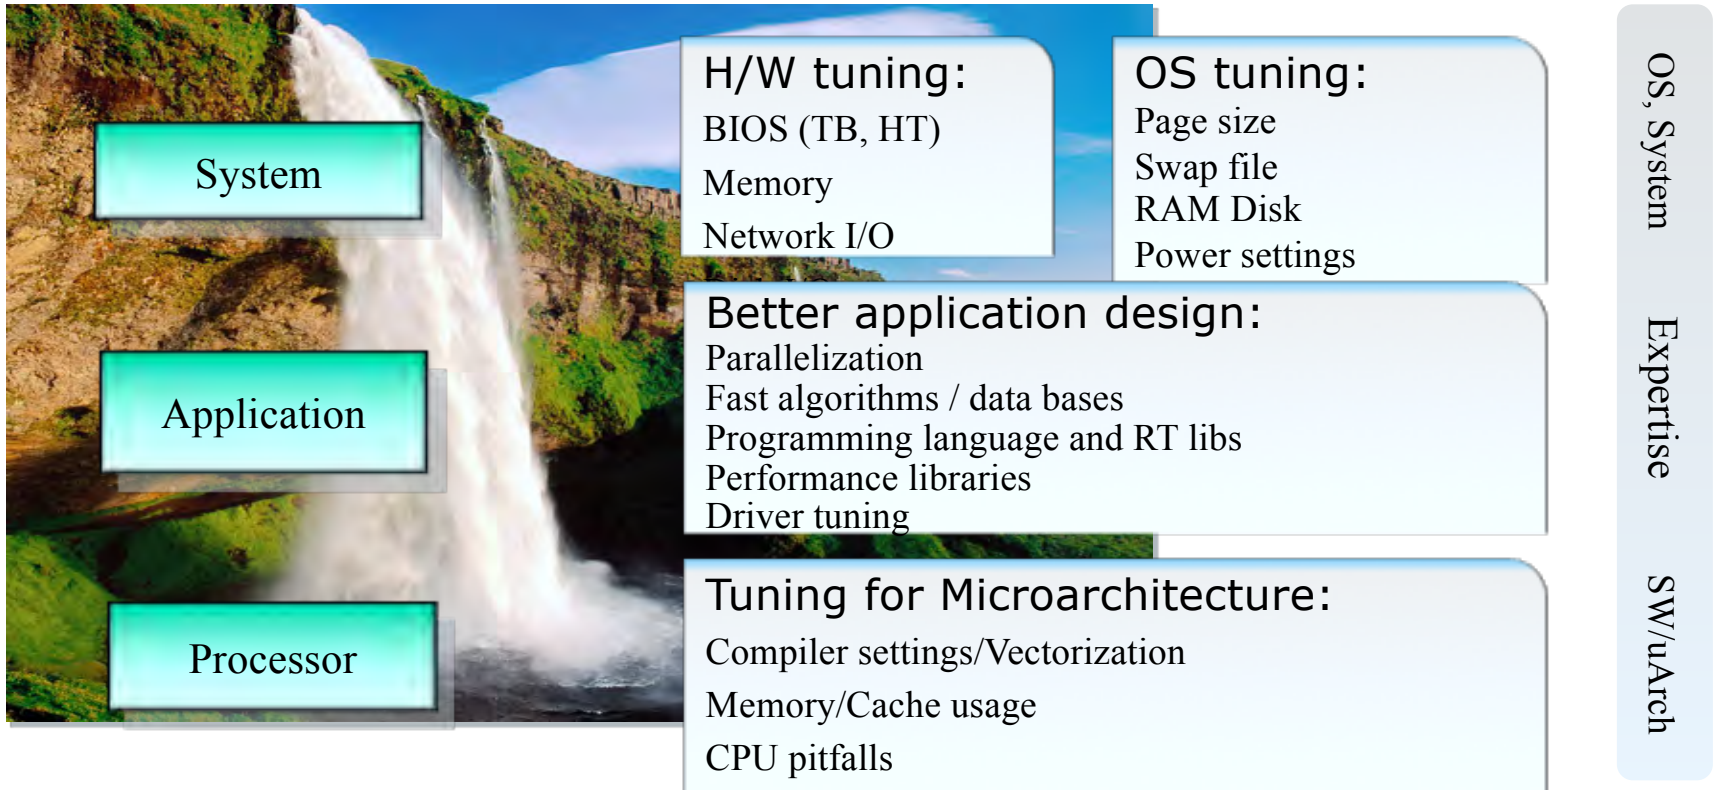 System
H/W tuning:
BIOS (TB, HT)
Memory
Network I/O
OS tuning:
Page size
Swap file
RAM Disk
Power settings
Application
Better application design:
Parallelization
Fast algorithms / data bases
Programming language and RT libs
Performance libraries
Driver tuning
Processor
Tuning for Microarchitecture:
Compiler settings/Vectorization
Memory/Cache usage
CPU pitfalls
OS, System
Expertise
SW/uArch